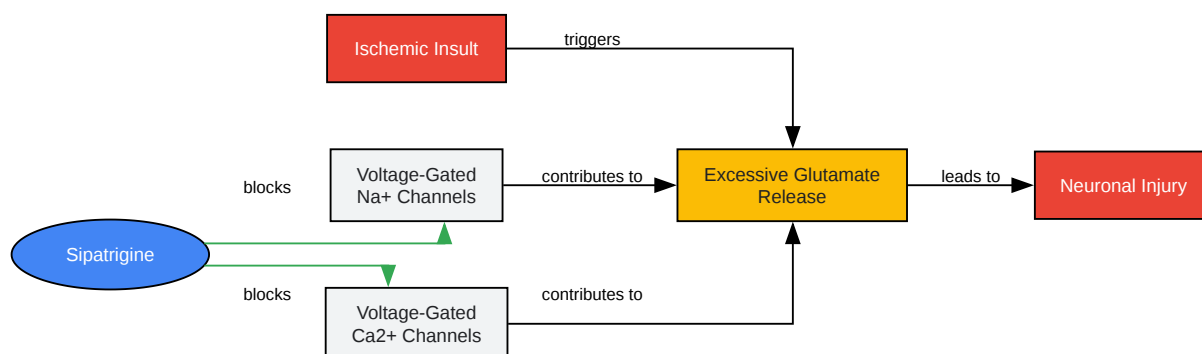 Ischemic Insult
triggers
blocks
Voltage-Gated
Na+ Channels
contributes to
Excessive Glutamate
Release
leads to
Neuronal Injury
Sipatrigine
blocks
Voltage-Gated
Ca2+ Channels
contributes to